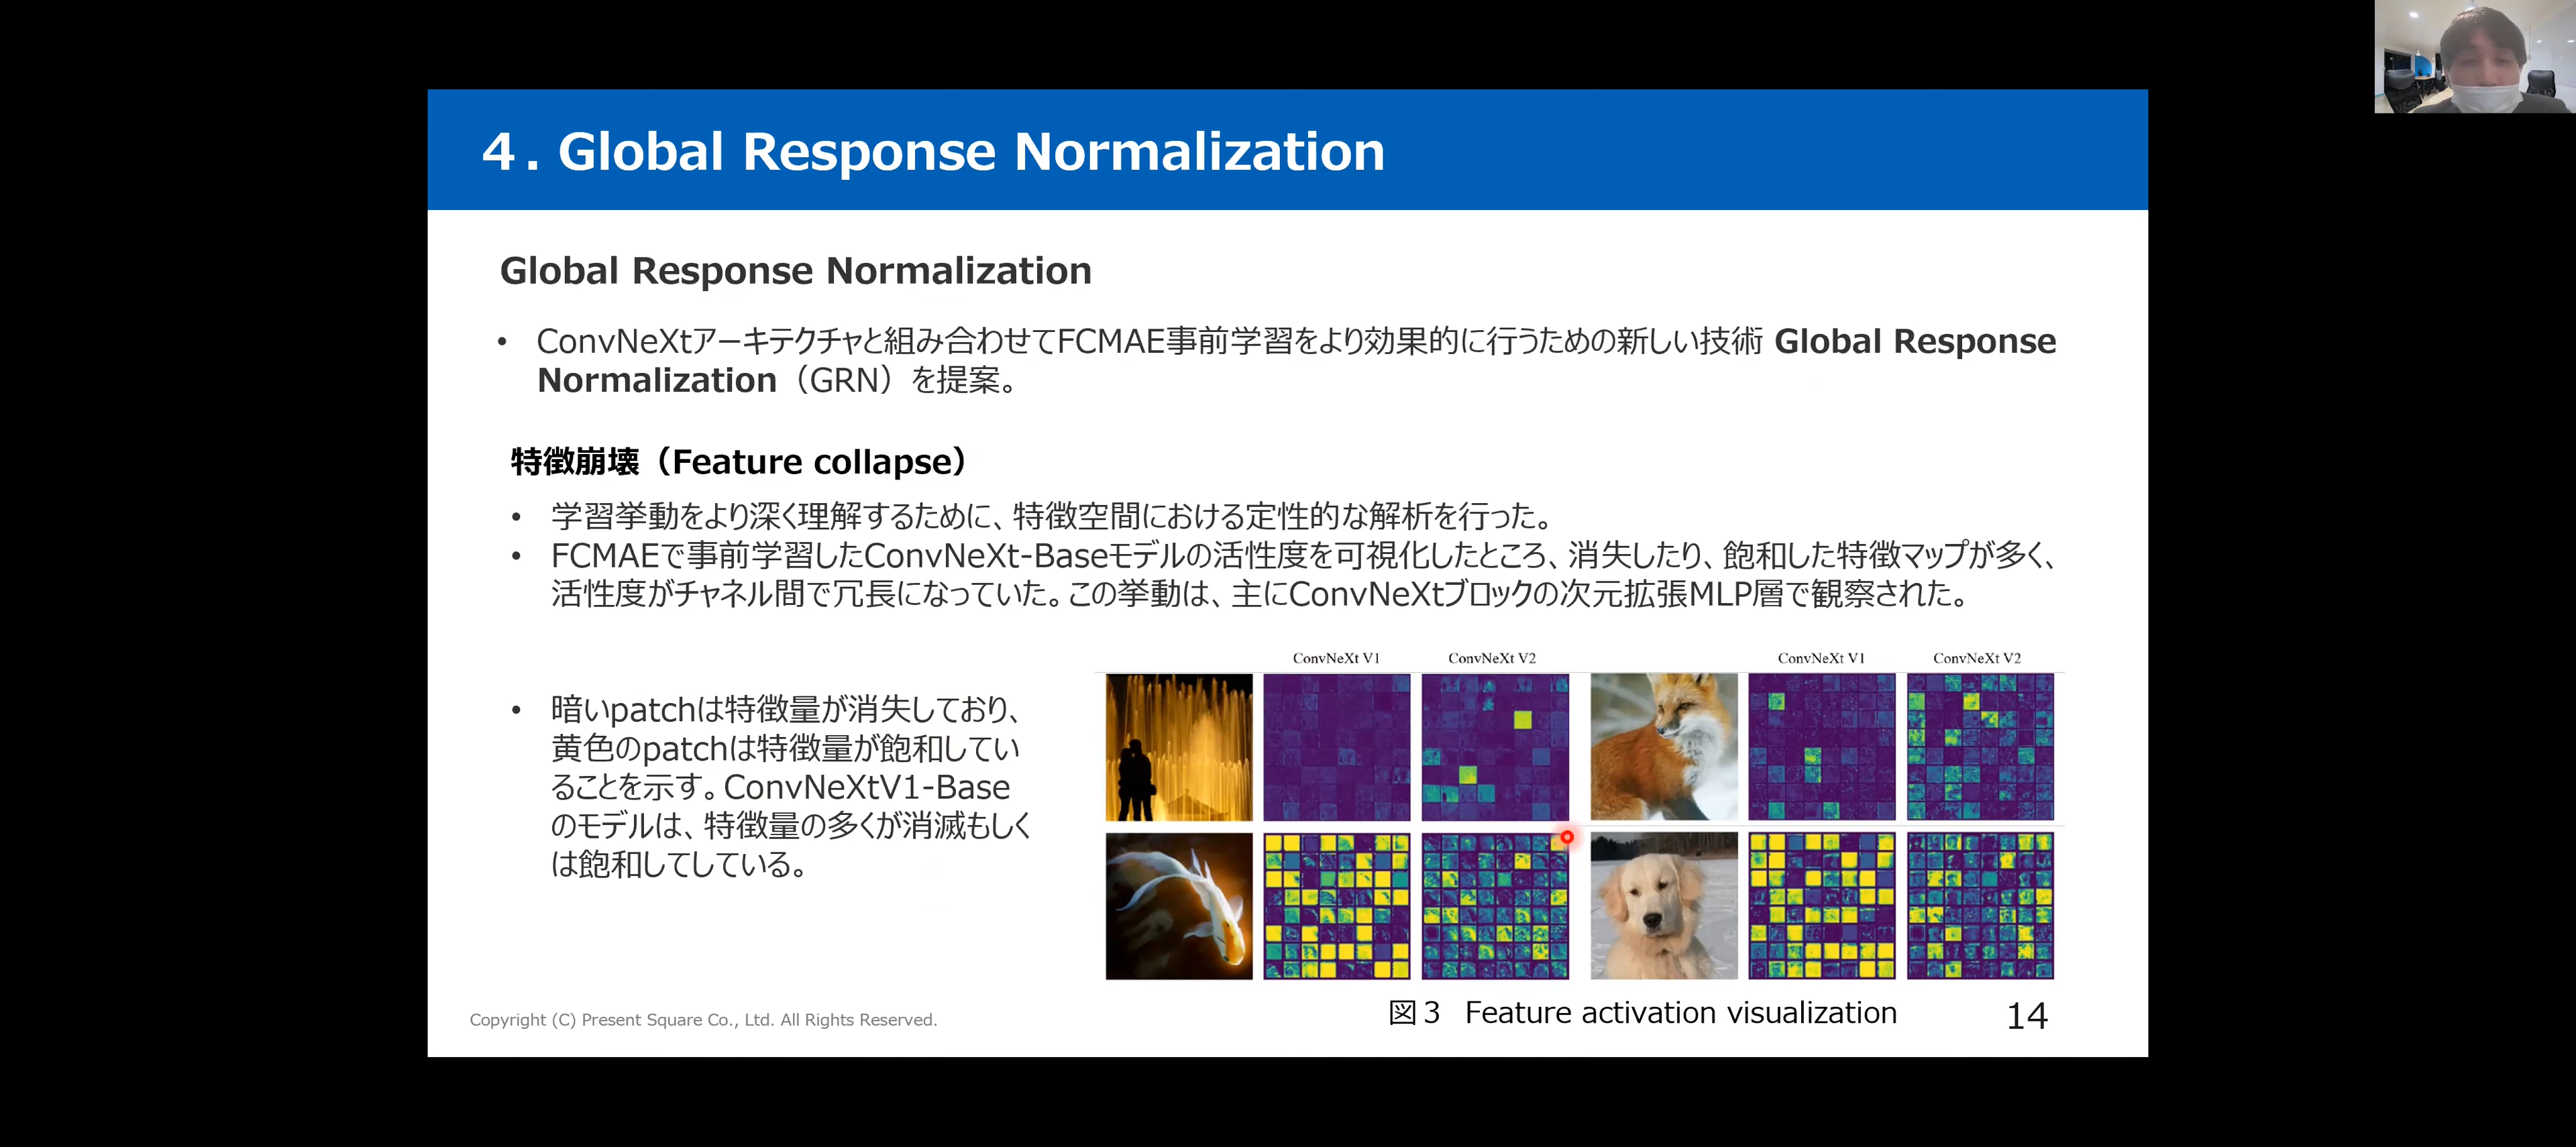 ４. Global Response Normalization
Global Response Normalization
• ConvNeXtアーキテクチャと組み合わせてFCMAE事前学習をより効果的に行うための新しい技術 Global Response
Normalization（GRN）を提案。
特徴崩壊（Feature collapse）
• 学習挙動をより深く理解するために、特徴空間における定性的な解析を行った。
• FCMAEで事前学習したConvNeXt-Baseモデルの活性度を可視化したところ、消失したり、飽和した特徴マップが多く、
活性度がチャネル間で冗長になっていた。この挙動は、主にConvNeXtブロックの次元拡張MLP層で観察された。
• 暗いpatchは特徴量が消失しており、
黄色のpatchは特徴量が飽和してい
ることを示す。ConvNeXtV1-Base
のモデルは、特徴量の多くが消滅もしく
は飽和してしている。
ConvNeXt V1 ConvNeXt V2 ConvNeXt V1 ConvNeXt V2
図３ Feature activation visualization
Copyright (C) Present Square Co., Ltd. All Rights Reserved.
14